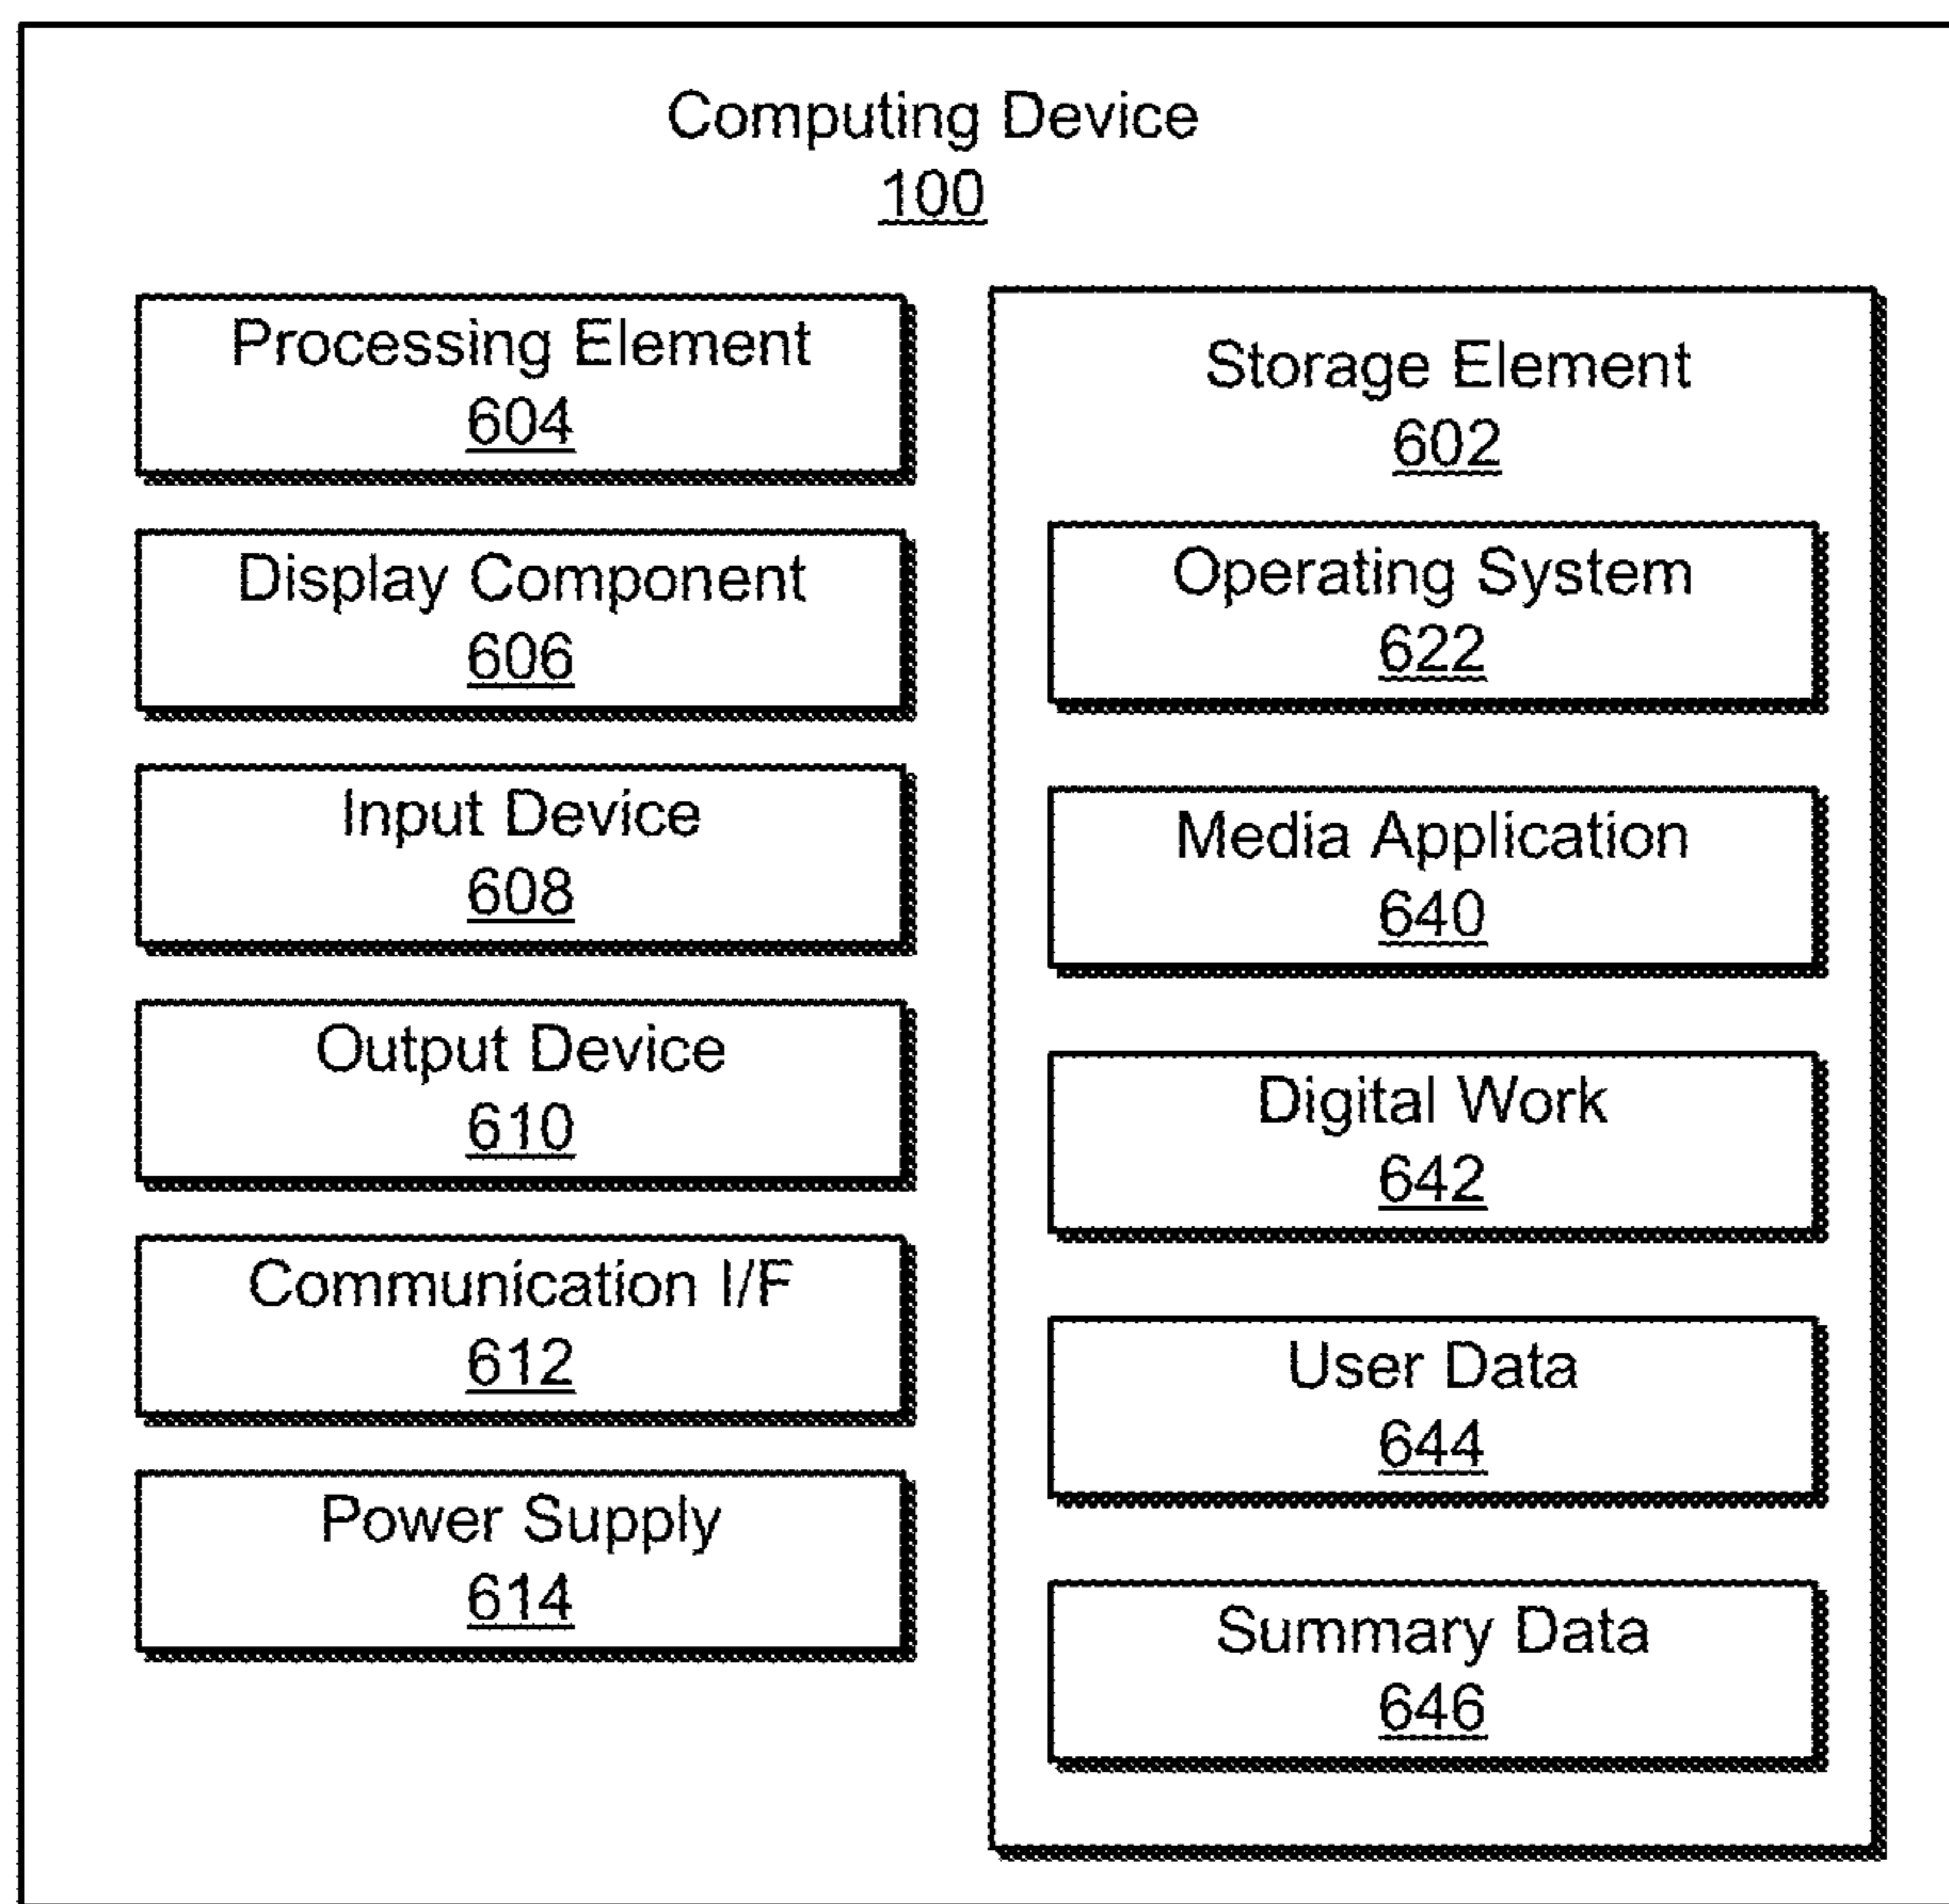 Computing Device
100
Processing Element
604
Display Component
606
Input Device
608
Output Device
610
Communication I/F
612
Power Supply
614
Storage Element
602
Operating System
622
Media Application
640
Digital Work
642
User Data
644
Summary Data
646